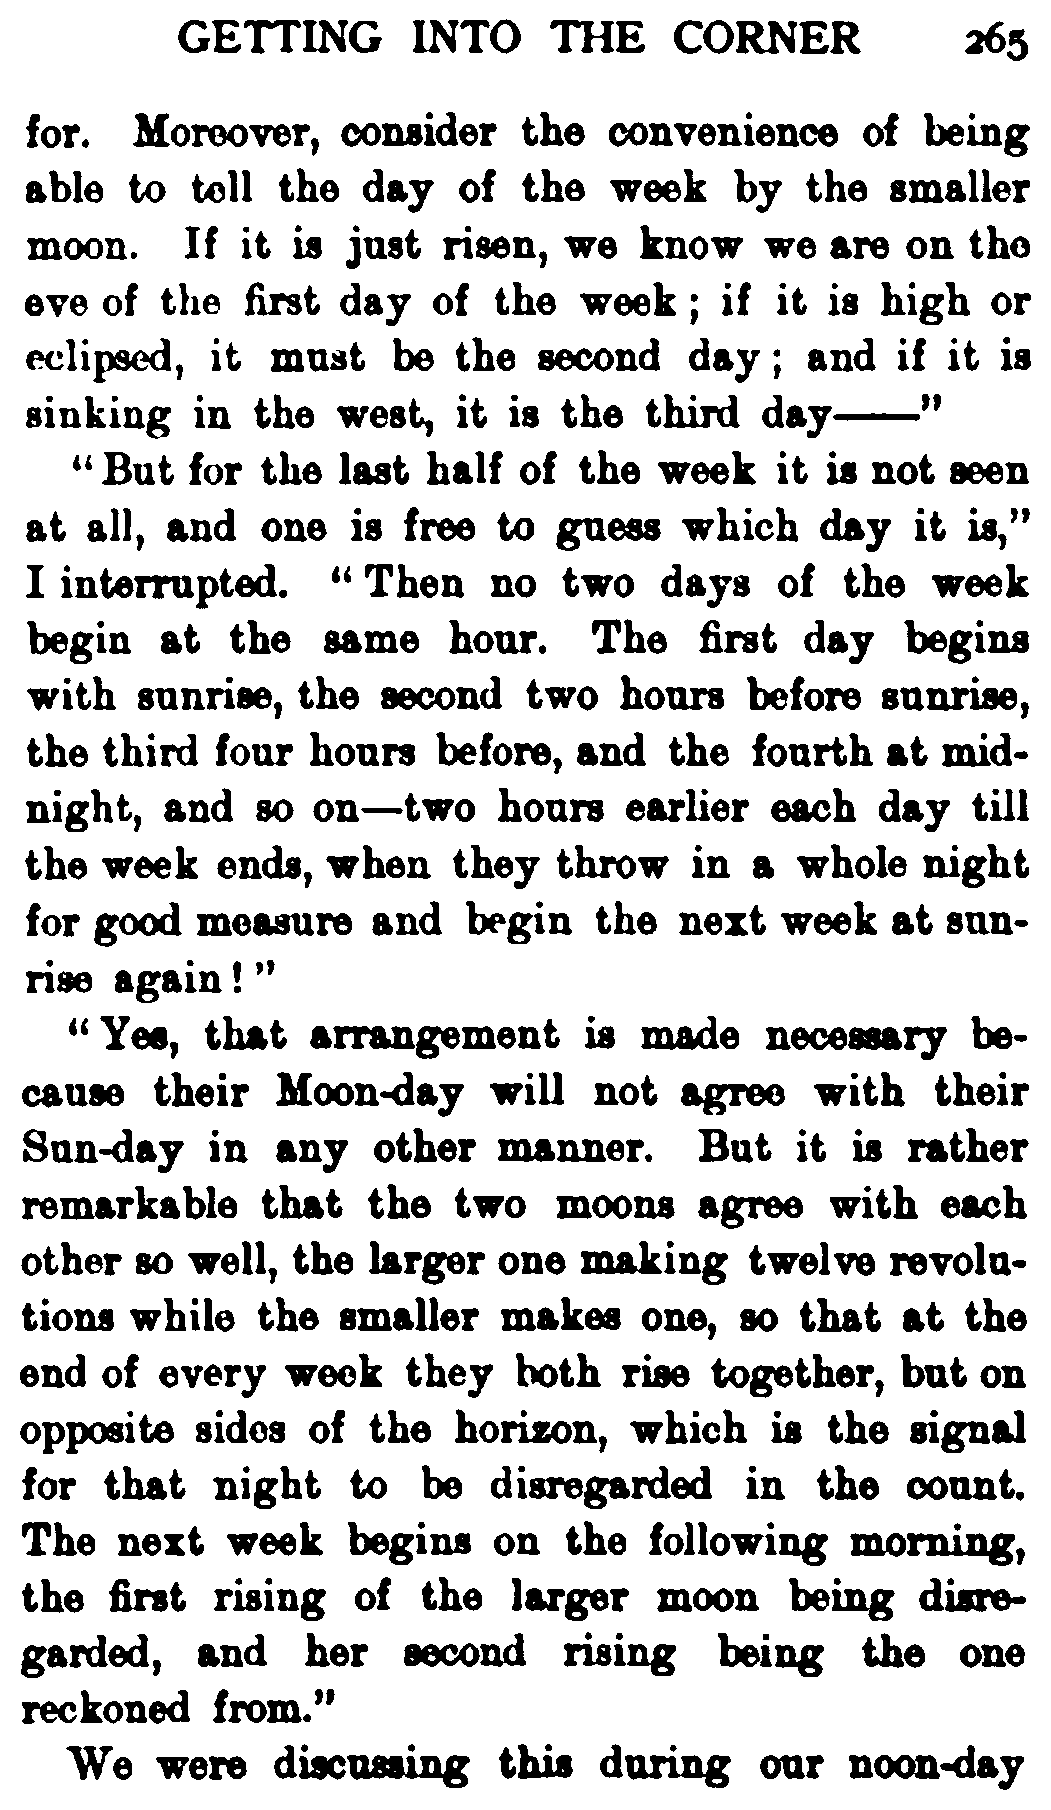 GETTING INTO THE CORNER 265
for. Moreover, consider the convenience of being
able to tell the day of the week by the smaller
moon. If it is just risen, we know we are on the
eve of the first day of the week; if it is high or
eclipsed, it must be the second day; and if it is
sinking in the west, it is the third day——"
"But for the last half of the week it is not seen
at all, and one is free to guess which day it is,"
I interrupted. "Then no two days of the week
begin at the same hour. The first day begins
with sunrise, the second two hours before sunrise,
the third four hours before, and the fourth at mid-
night, and so on—two hours earlier each day till
the week ends, when they throw in a whole night
for good measure and begin the next week at sun-
rise again!"
"Yes, that arrangement is made necessary be-
cause their Moon-day will not agree with their
Sun-day in any other manner. But it is rather
remarkable that the two moons agree with each
other so well, the larger one making twelve revolu-
tions while the smaller makes one, so that at the
end of every week they both rise together, but on
opposite sides of the horizon, which is the signal
for that night to be disregarded in the count.
The next week begins on the following morning,
the first rising of the larger moon being disre-
garded, and her second rising being the one
reckoned from."
We were discussing this during our noon-day